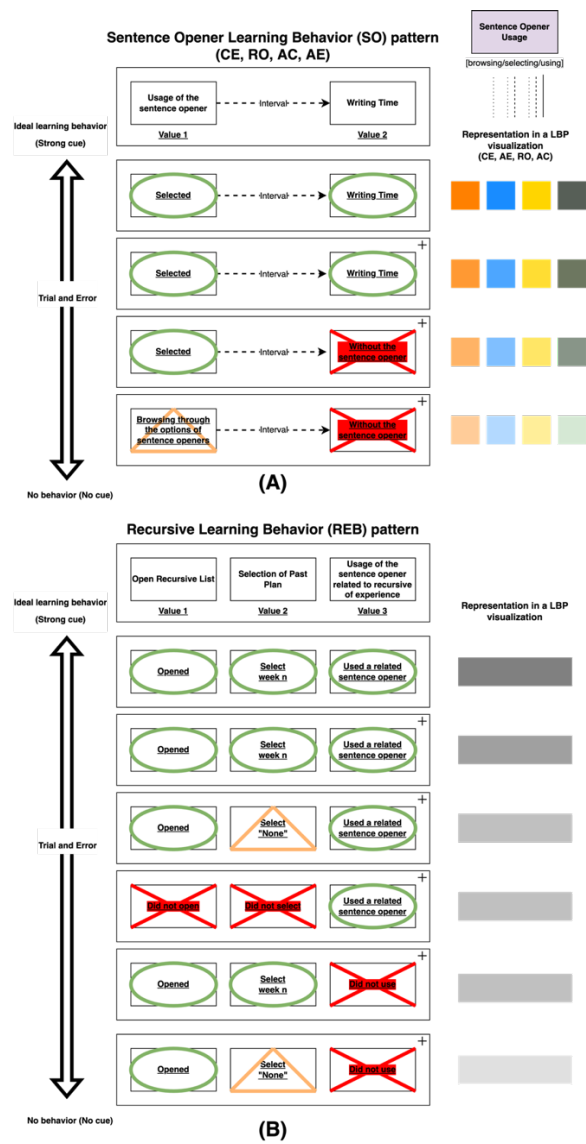 Sentence Opener Learning Behavior (SO) pattern
(CE, RO, AC, AE)
Sentence Opener
Usage
[browsing/selecting/using]
Ideal learning behavior
(Strong cue)
Usage of the
sentence opener
Interval
Writing Time
Value 1
Value 2
Representation in a LBP
visualization
(CE, AE, RO, AC)
Selected
Interval
Writing Time
+
Selected
Interval
Writing Time
Trial and Error
+
Selected
Interval
Without the
sentence opener
+
Browsing through
the options of
sentence openers
Interval
Without the
sentence opener
No behavior (No cue)
(A)
Recursive Learning Behavior (REB) pattern
Ideal learning behavior
(Strong cue)
Open Recursive List
Selection of Past
Plan
Usage of the
sentence opener
related to recursive
of experience
Value 1
Value 2
Value 3
Representation in a LBP
visualization
Opened
Select
week n
Used a related
sentence opener
+
Opened
Select
week n
Used a related
sentence opener
+
Opened
Select
"None"
Used a related
sentence opener
Trial and Error
+
Did not open
Did not select
Used a related
sentence opener
+
Opened
Select
week n
Did not use
+
Opened
Select
"None"
Did not use
No behavior (No cue)
(B)